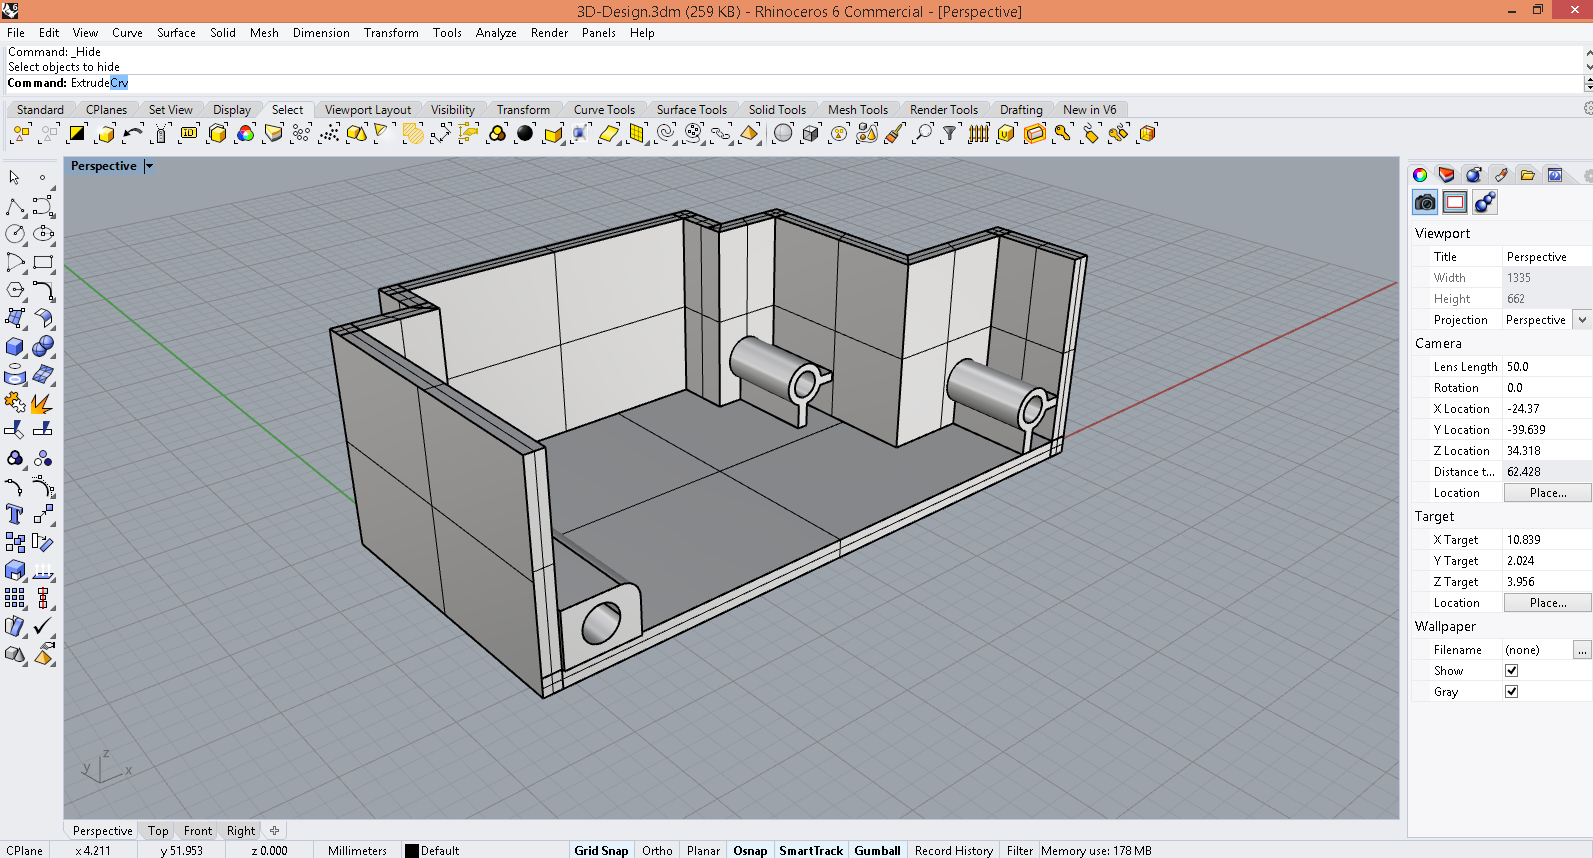 3D-Design.3dm (259 KB) - Rhinoceros 6 Commercial - [Perspective]
File Edit View Curve Surface Solid Mesh Dimension Transform Tools Analyze Render Panels Help
Command: _Hide
Select objects to hide
Command: ExtrudeCrv
Standard CPlanes Set View Display Select Viewport Layout Visibility Transform Curve Tools Surface Tools Solid Tools Mesh Tools Render Tools Drafting New in V6
Perspective
Viewport
Title Perspective
Width 1335
Height 662
Projection Perspective
Camera
Lens Length 50.0
Rotation 0.0
X Location -24.37
Y Location -39.639
Z Location 34.318
Distance t... 62.428
Location Place...
Target
X Target 10.839
Y Target 2.024
Z Target 3.956
Location Place...
Wallpaper
Filename (none) ...
Show
Gray
z
y
x
Perspective Top Front Right
CPlane x 4.211 y 51.953 z 0.000 Millimeters Default Grid Snap Ortho Planar Osnap SmartTrack Gumball Record History Filter Memory use: 178 MB